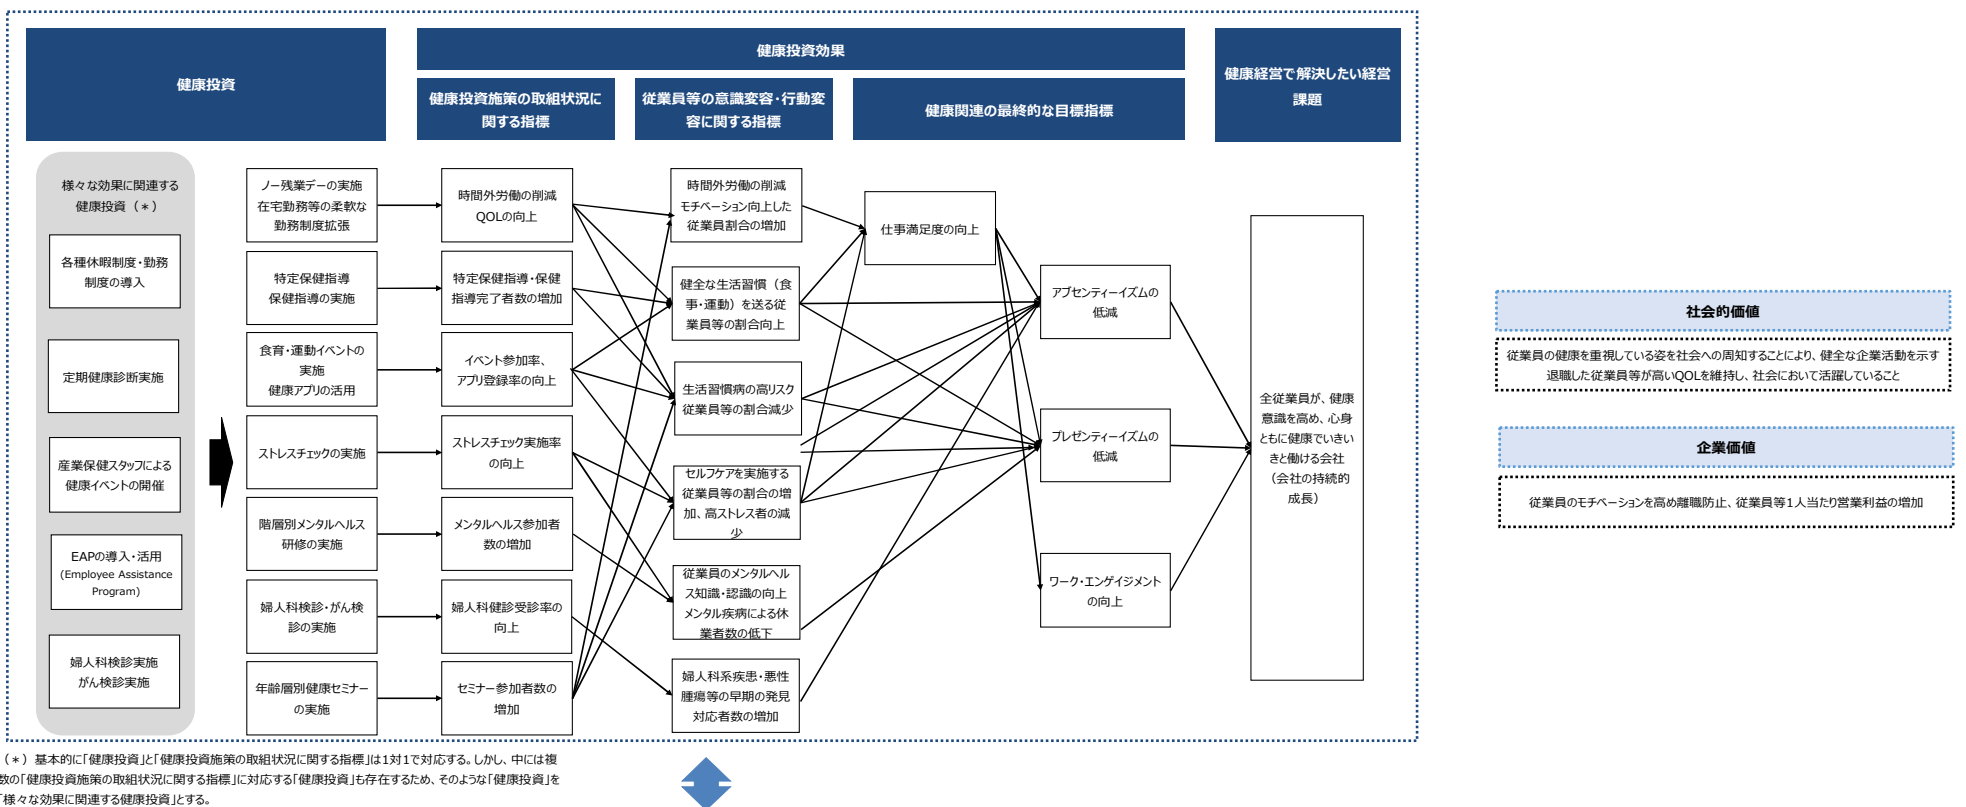 健康投資
健康投資効果
健康経営で解決したい経営
課題
健康投資施策の取組状況に
関する指標
従業員等の意識変容・行動変
容に関する指標
健康関連の最終的な目標指標
様々な効果に関連する
健康投資（＊）
各種休暇制度・勤務
制度の導入
定期健康診断実施
産業保健スタッフによる
健康イベントの開催
EAPの導入・活用
(Employee Assistance
Program)
婦人科検診実施
がん検診実施
ノー残業デーの実施
在宅勤務等の柔軟な
勤務制度拡張
特定保健指導
保健指導の実施
食育・運動イベントの
実施
健康アプリの活用
ストレスチェックの実施
階層別メンタルヘルス
研修の実施
婦人科検診・がん検
診の実施
年齢層別健康セミナー
の実施
時間外労働の削減
QOLの向上
特定保健指導・保健
指導完了者数の増加
イベント参加率、
アプリ登録率の向上
ストレスチェック実施率
の向上
メンタルヘルス参加者
数の増加
婦人科健診受診率の
向上
セミナー参加者数の
増加
時間外労働の削減
モチベーション向上した
従業員割合の増加
健全な生活習慣（食
事・運動）を送る従
業員等の割合向上
生活習慣病の高リスク
従業員等の割合減少
セルフケアを実施する
従業員等の割合の増
加、高ストレス者の減
少
従業員のメンタルヘル
ス知識・認識の向上
メンタル疾病による休
業者数の低下
婦人科系疾患・悪性
腫瘍等の早期の発見
対応者数の増加
仕事満足度の向上
アブセンティーイズムの
低減
プレゼンティーイズムの
低減
ワーク・エンゲイジメント
の向上
全従業員が、健康
意識を高め、心身
ともに健康でいきい
きと働ける会社
（会社の持続的
成長）
社会的価値
従業員の健康を重視している姿を社会への周知することにより、健全な企業活動を示す
退職した従業員等が高いQOLを維持し、社会において活躍していること
企業価値
従業員のモチベーションを高め離職防止、従業員等1人当たり営業利益の増加
（＊）基本的に「健康投資」と「健康投資施策の取組状況に関する指標」は1対1で対応する。しかし、中には複
数の「健康投資施策の取組状況に関する指標」に対応する「健康投資」も存在するため、そのような「健康投資」を
「様々な効果に関連する健康投資」とする。